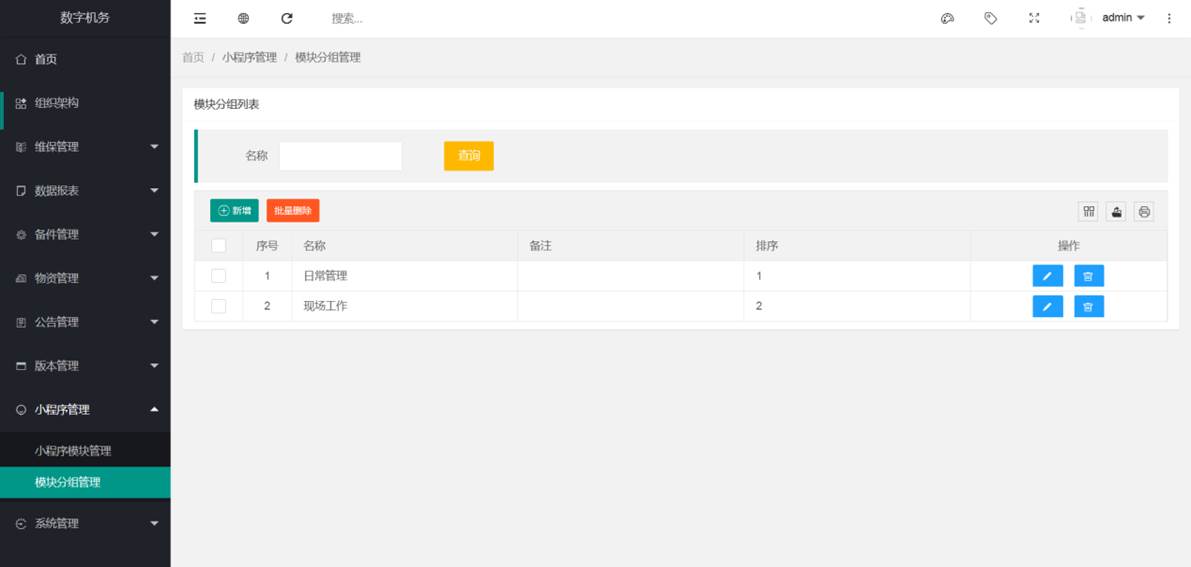 数字机务
搜索...
admin
首页 / 小程序管理 / 模块分组管理
首页
组织架构
维保管理
数据报表
备件管理
物资管理
公告管理
版本管理
小程序管理
小程序模块管理
模块分组管理
系统管理
模块分组列表
名称 查询
新增 批量删除
序号 名称 备注 排序 操作
1 日常管理 1
2 现场工作 2